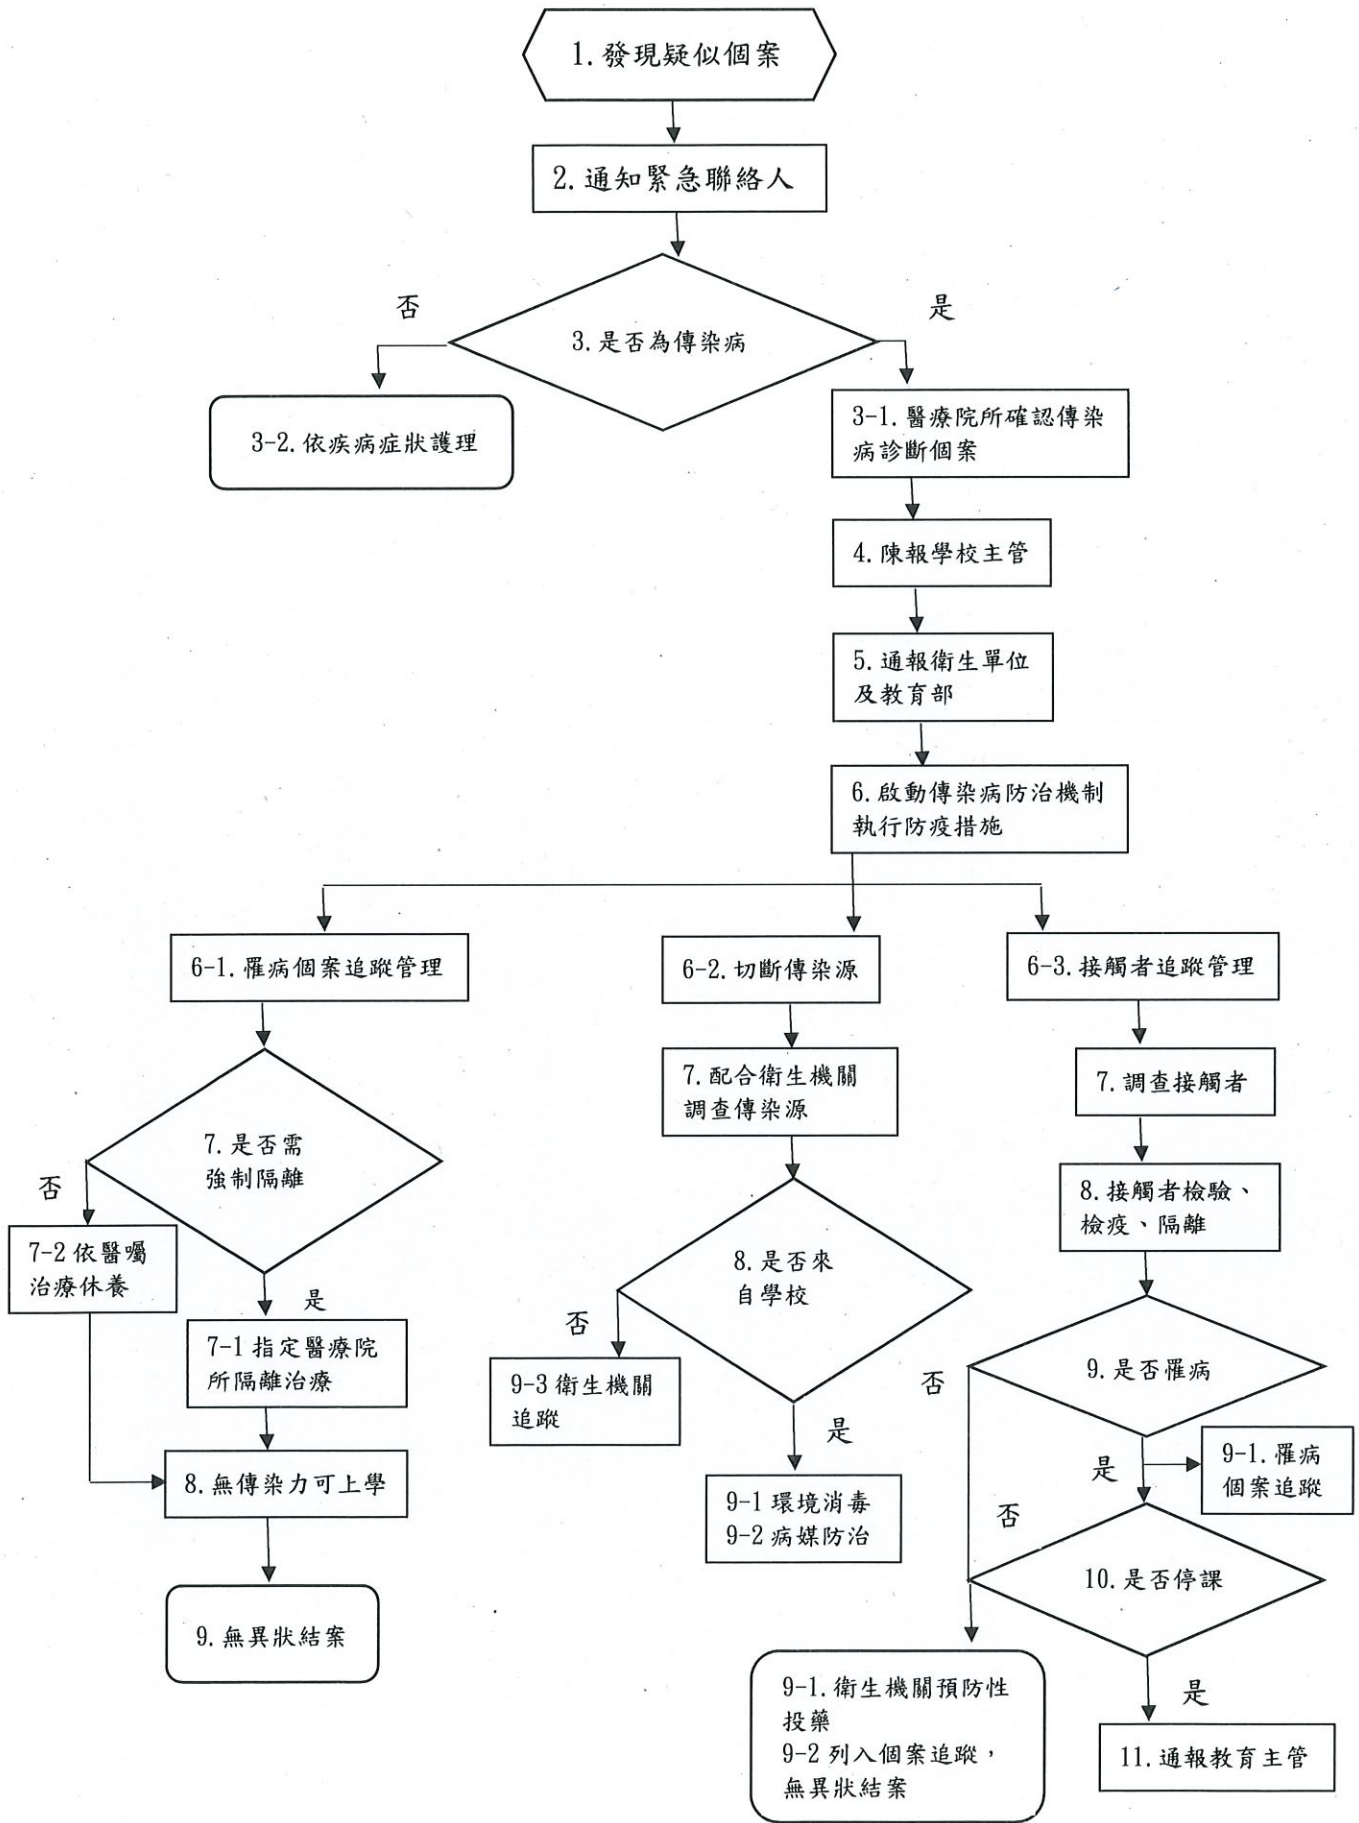 1.發現疑似個案
2.通知緊急聯絡人
否
是
3.是否為傳染病
3-2.依疾病症狀護理
3-1.醫療院所確認傳染
病診斷個案
4.陳報學校主管
5.通報衛生單位
及教育部
6.啟動傳染病防治機制
執行防疫措施
6-1.罹病個案追蹤管理
7.是否需
強制隔離
否
7-2 依醫囑
治療休養
是
7-1 指定醫療院
所隔離治療
8.無傳染力可上學
9.無異狀結案
6-2.切斷傳染源
7.配合衛生機關
調查傳染源
8.是否來
自學校
否
9-3 衛生機關
追蹤
是
9-1 環境消毒
9-2 病媒防治
6-3.接觸者追蹤管理
7.調查接觸者
8.接觸者檢驗、
檢疫、隔離
9.是否罹病
否
是
9-1.罹病
個案追蹤
否
10.是否停課
9-1.衛生機關預防性
投藥
9-2 列入個案追蹤，
無異狀結案
是
11.通報教育主管